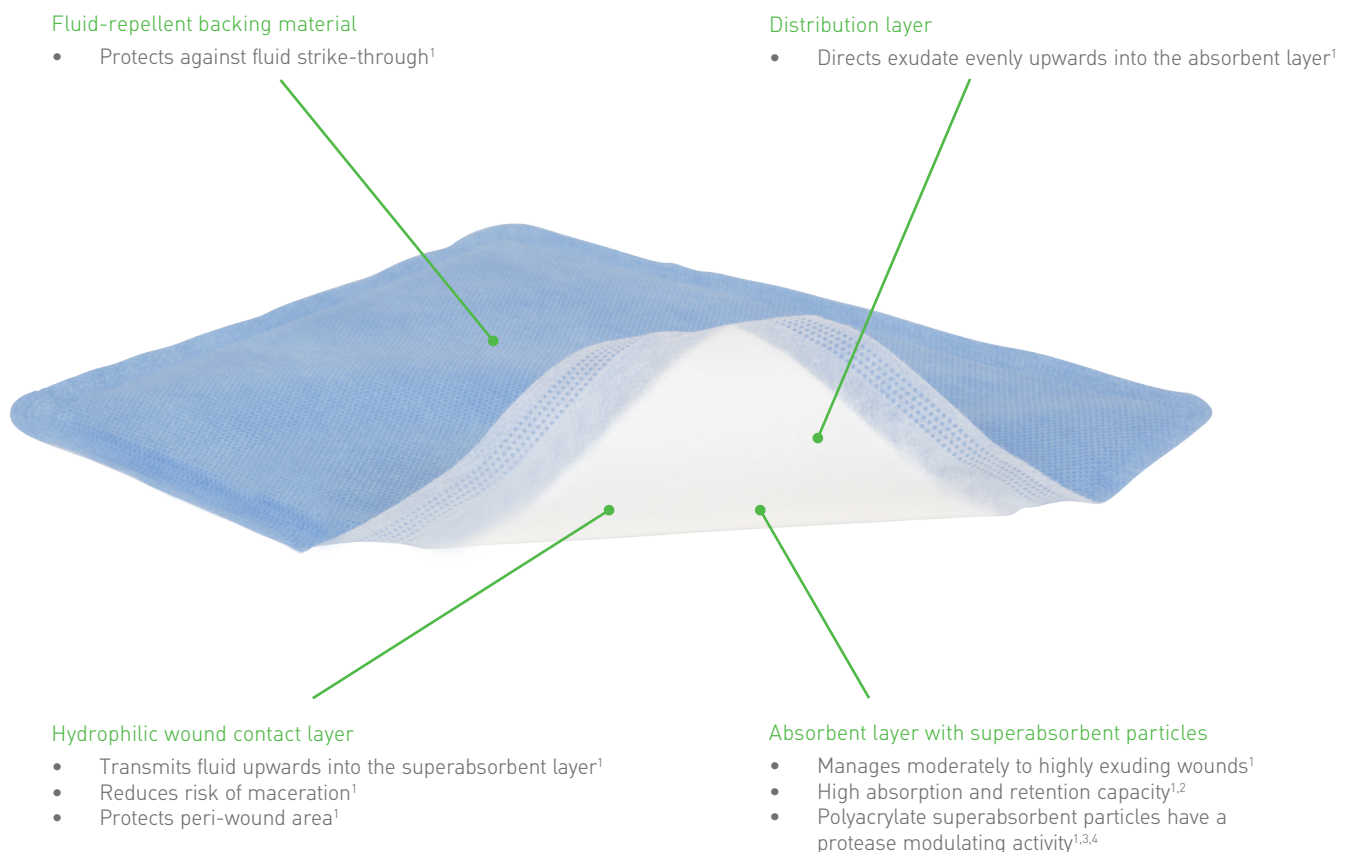 Fluid-repellent backing material
• Protects against fluid strike-through¹
Distribution layer
• Directs exudate evenly upwards into the absorbent layer¹
Hydrophilic wound contact layer
• Transmits fluid upwards into the superabsorbent layer¹
• Reduces risk of maceration¹
• Protects peri-wound area¹
Absorbent layer with superabsorbent particles
• Manages moderately to highly exuding wounds¹
• High absorption and retention capacity¹,²
• Polyacrylate superabsorbent particles have a
protease modulating activity¹,³,⁴